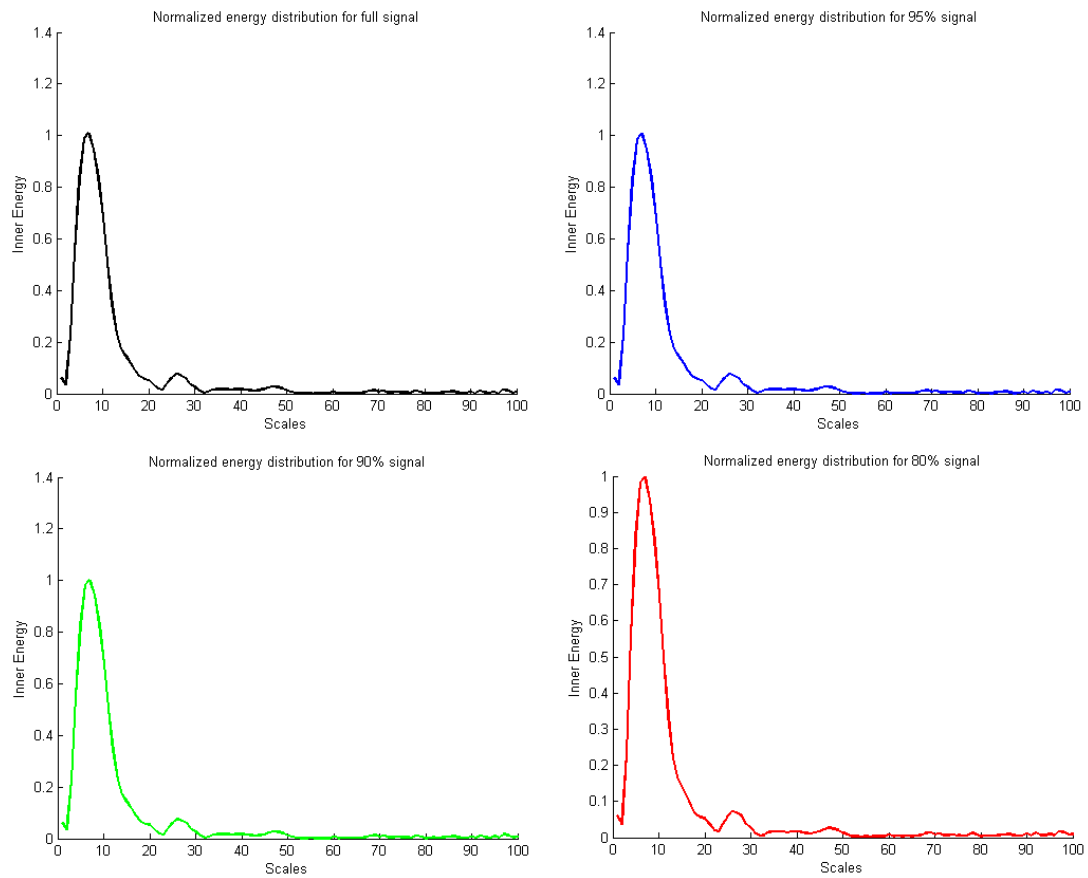 Normalized energy distribution for full signal
1.4
1.2
1
0.8
0.6
0.4
0.2
0
Inner Energy
0 10 20 30 40 50 60 70 80 90 100
Scales
Normalized energy distribution for 95% signal
1.4
1.2
1
0.8
0.6
0.4
0.2
0
Inner Energy
0 10 20 30 40 50 60 70 80 90 100
Scales
Normalized energy distribution for 90% signal
1.4
1.2
1
0.8
0.6
0.4
0.2
0
Inner Energy
0 10 20 30 40 50 60 70 80 90 100
Scales
Normalized energy distribution for 80% signal
1
0.9
0.8
0.7
0.6
0.5
0.4
0.3
0.2
0.1
0
Inner Energy
0 10 20 30 40 50 60 70 80 90 100
Scales